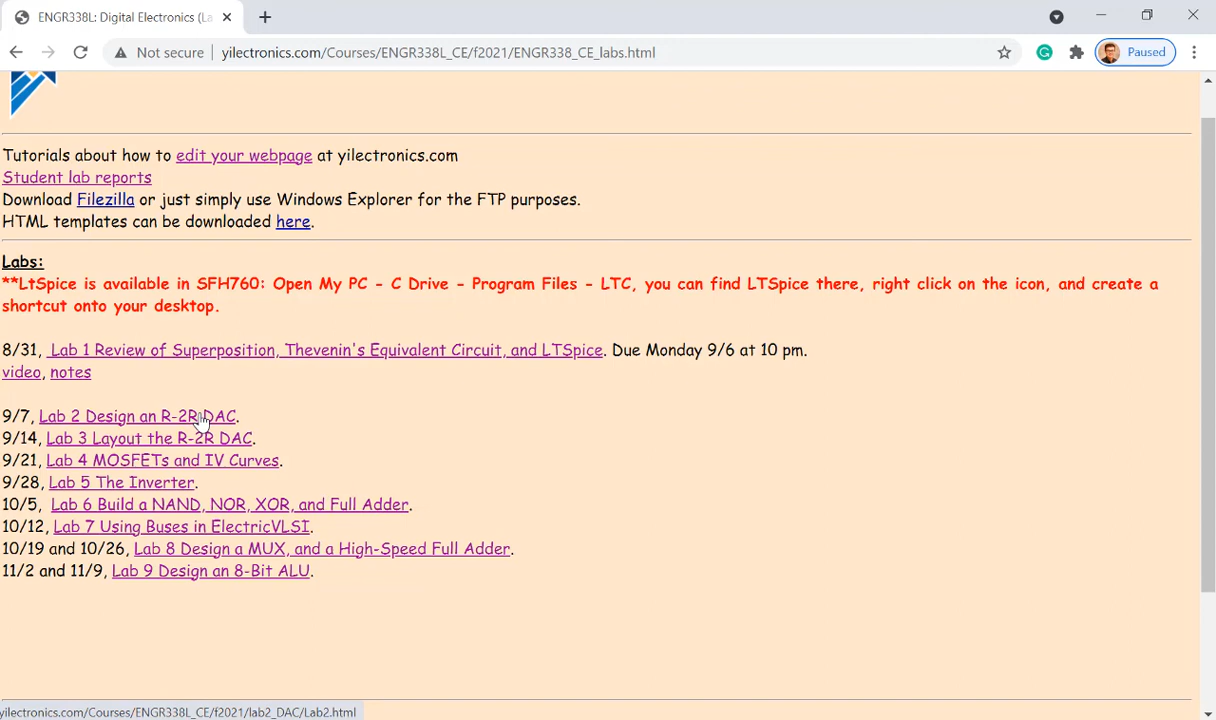 ENGR338L: Digital Electronics (La
Not secure yilectronics.com/Courses/ENGR338L_CE/f2021/ENGR338_CE_labs.html Paused
Tutorials about how to edit your webpage at yilectronics.com
Student lab reports
Download Filezilla or just simply use Windows Explorer for the FTP purposes.
HTML templates can be downloaded here.
Labs:
**LtSpice is available in SFH760: Open My PC - C Drive - Program Files - LTC, you can find LTSpice there, right click on the icon, and create a
shortcut onto your desktop.
8/31, Lab 1 Review of Superposition, Thevenin's Equivalent Circuit, and LTSpice. Due Monday 9/6 at 10 pm.
video, notes
9/7, Lab 2 Design an R-2R DAC.
9/14, Lab 3 Layout the R-2R DAC.
9/21, Lab 4 MOSFETs and IV Curves.
9/28, Lab 5 The Inverter.
10/5, Lab 6 Build a NAND, NOR, XOR, and Full Adder.
10/12, Lab 7 Using Buses in ElectricVLSI.
10/19 and 10/26, Lab 8 Design a MUX, and a High-Speed Full Adder.
11/2 and 11/9, Lab 9 Design an 8-Bit ALU.
yilectronics.com/Courses/ENGR338L_CE/f2021/lab2_DAC/Lab2.html